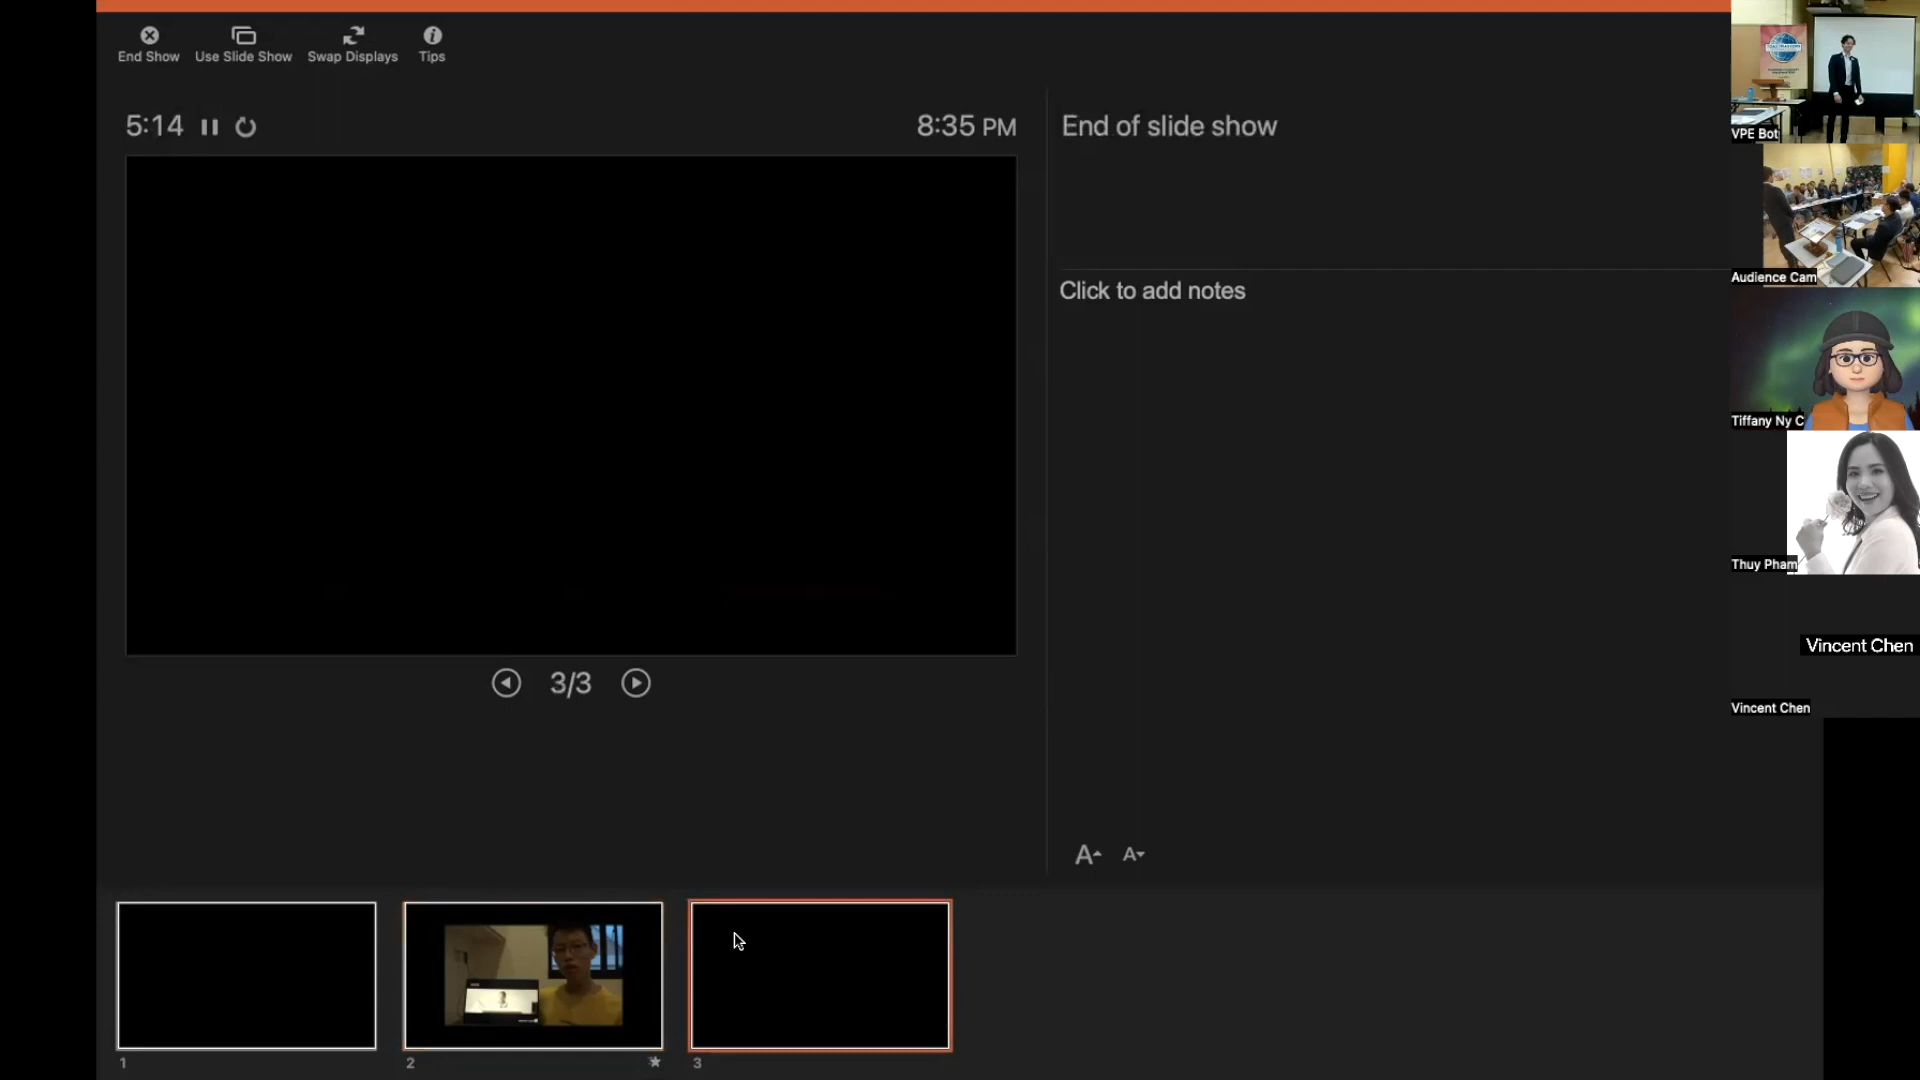 End Show
Use Slide Show
Swap Displays
Tips
5:14
8:35 PM
End of slide show
Click to add notes
3/3
A
A
1
2
3
VPE Bot
Audience Cam
Tiffany Ny C
Thuy Pham
Vincent Chen
Vincent Chen